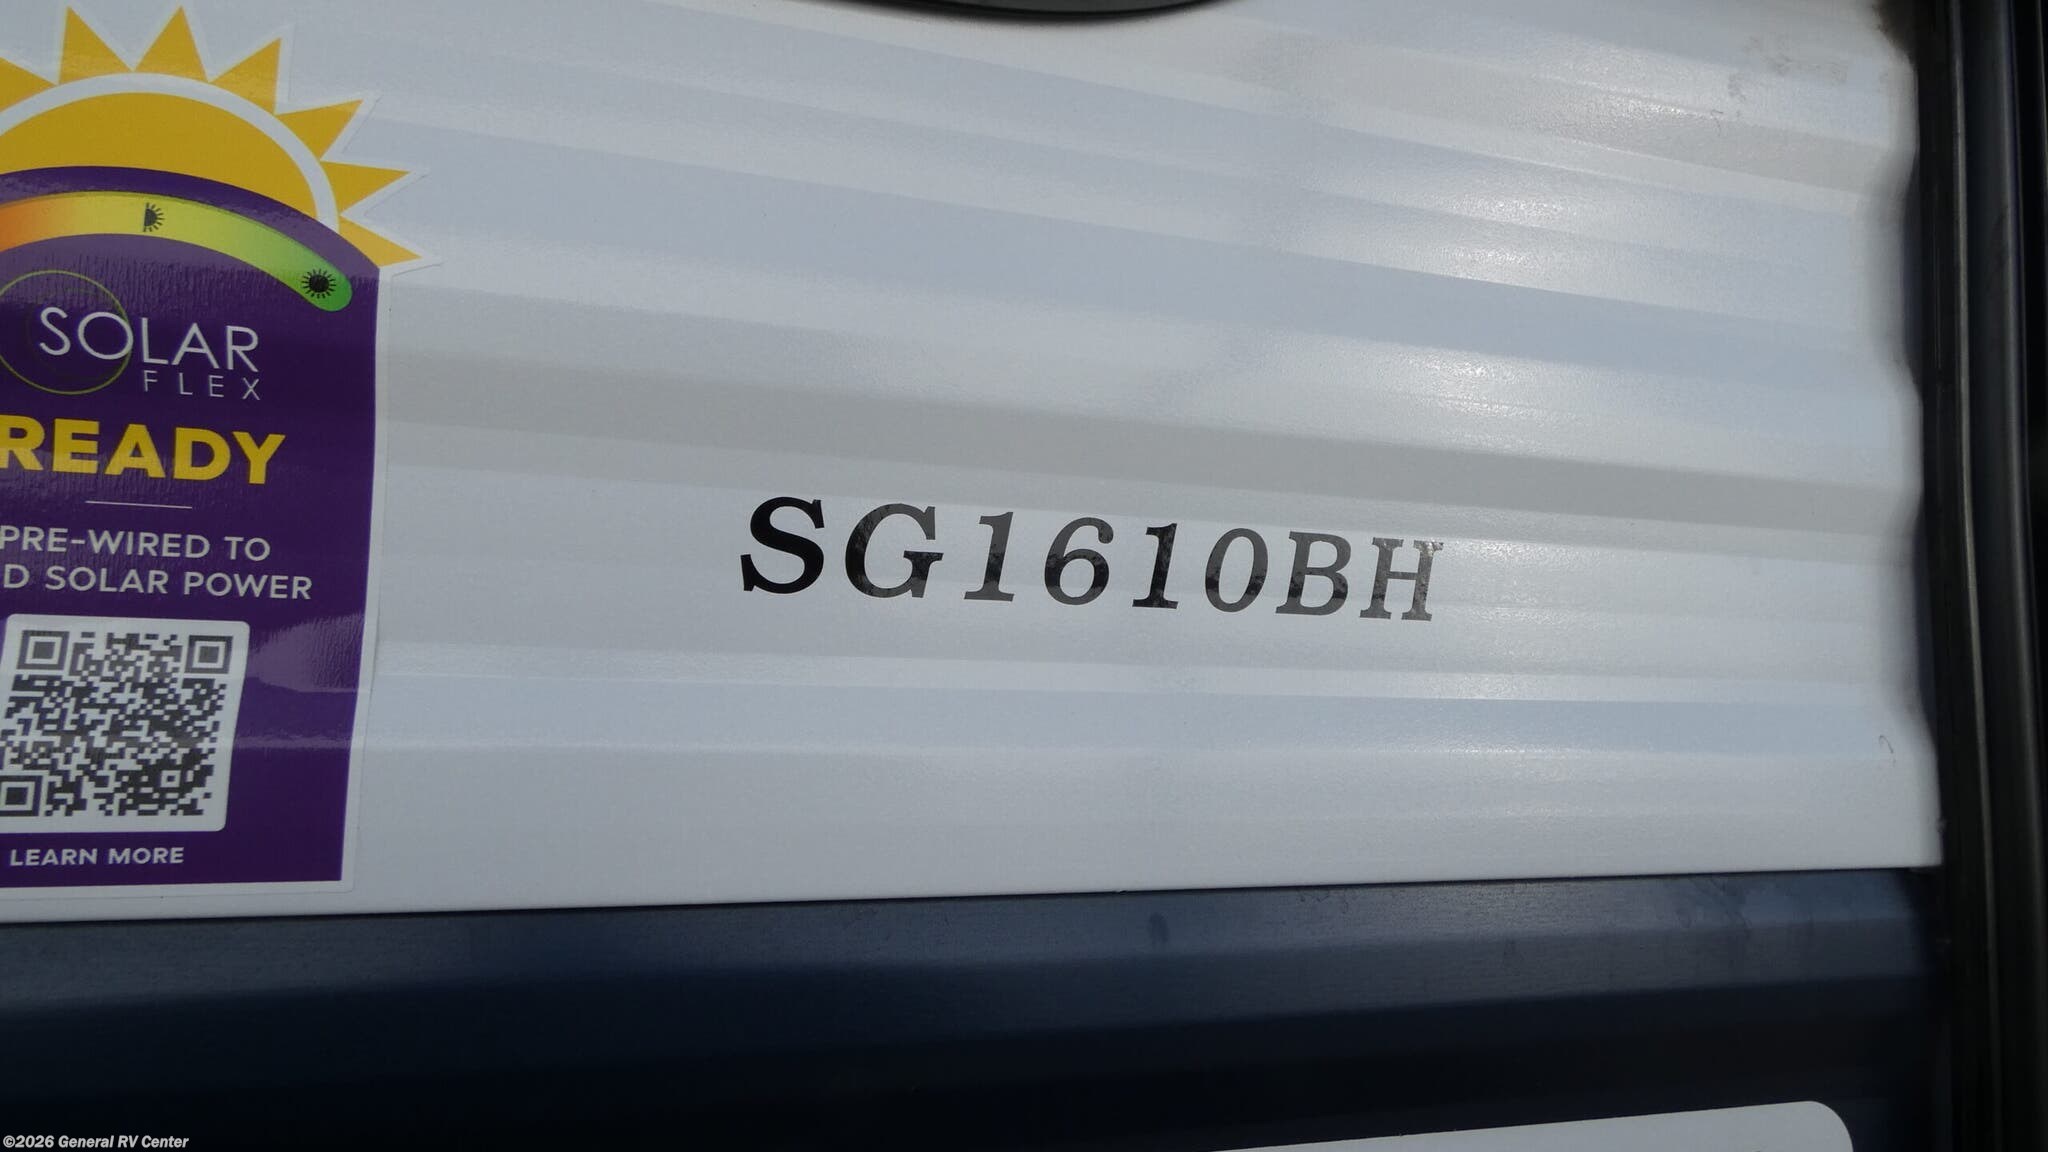 SOLAR
FLEX
READY
PRE-WIRED TO
D SOLAR POWER
LEARN MORE
SG1610BH
©2026 General RV Center